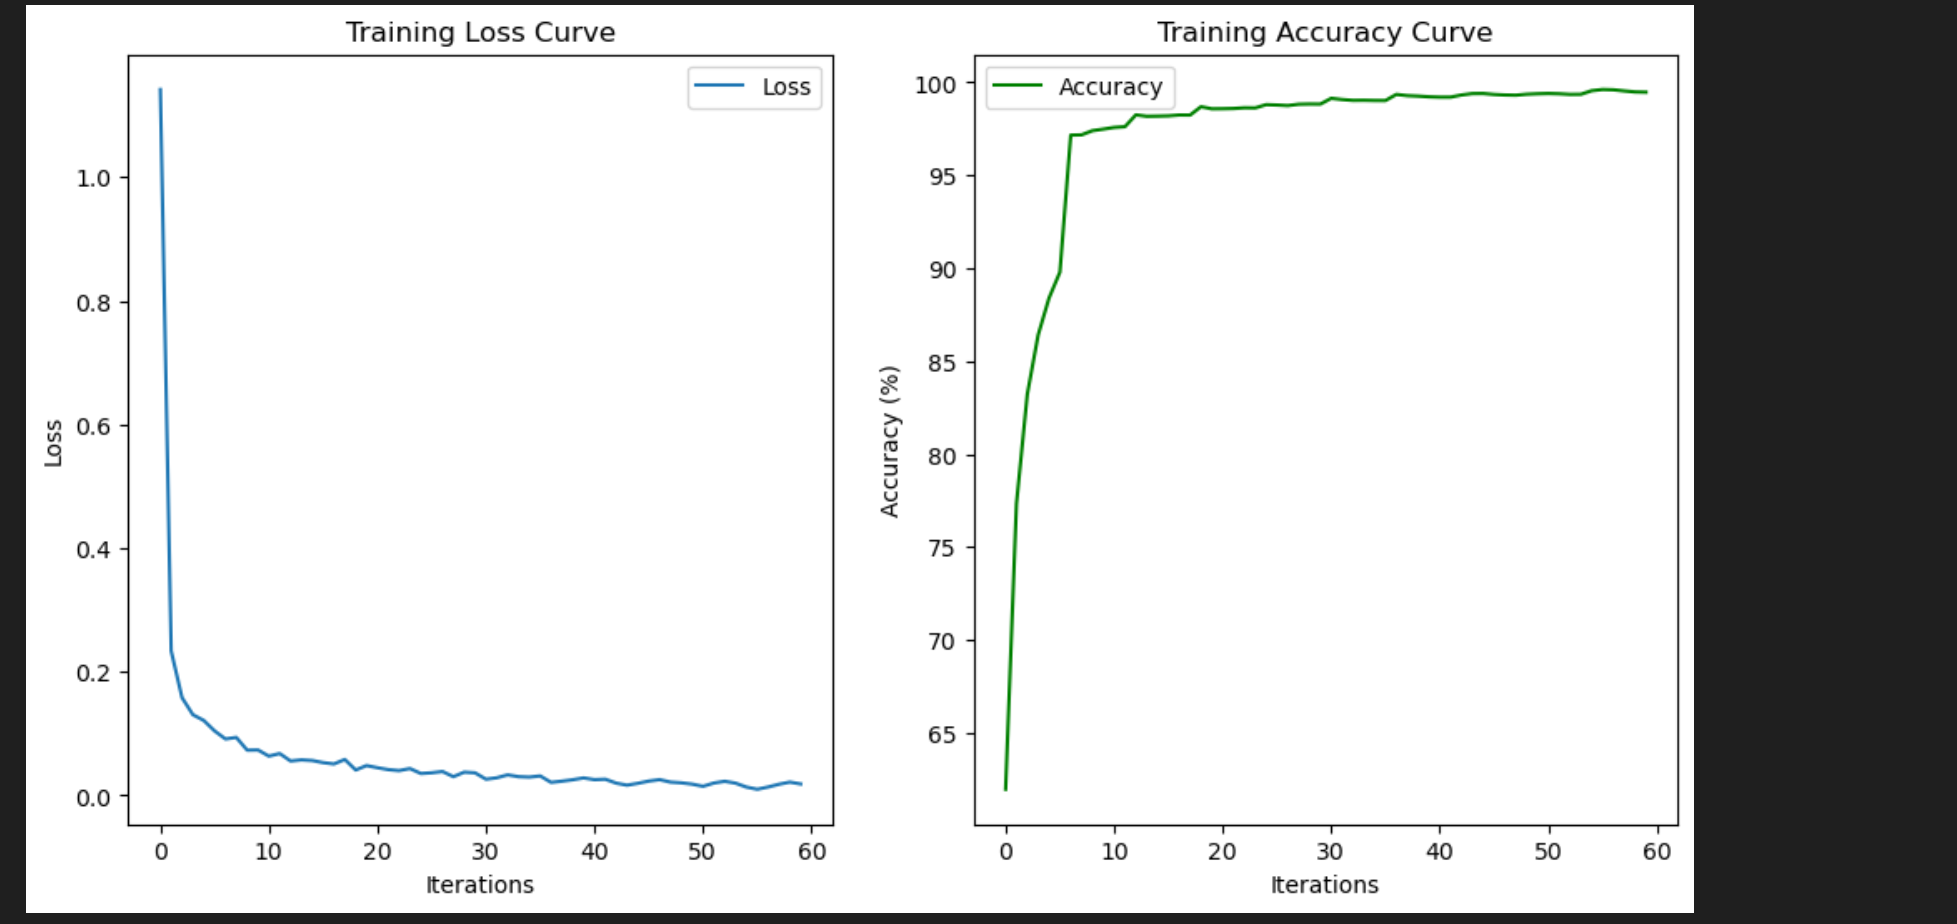 Training Loss Curve
Loss
1.0
0.8
0.6
0.4
0.2
0.0
Loss
0 10 20 30 40 50 60
Iterations
Training Accuracy Curve
Accuracy
100
95
90
85
80
75
70
65
Accuracy (%)
0 10 20 30 40 50 60
Iterations